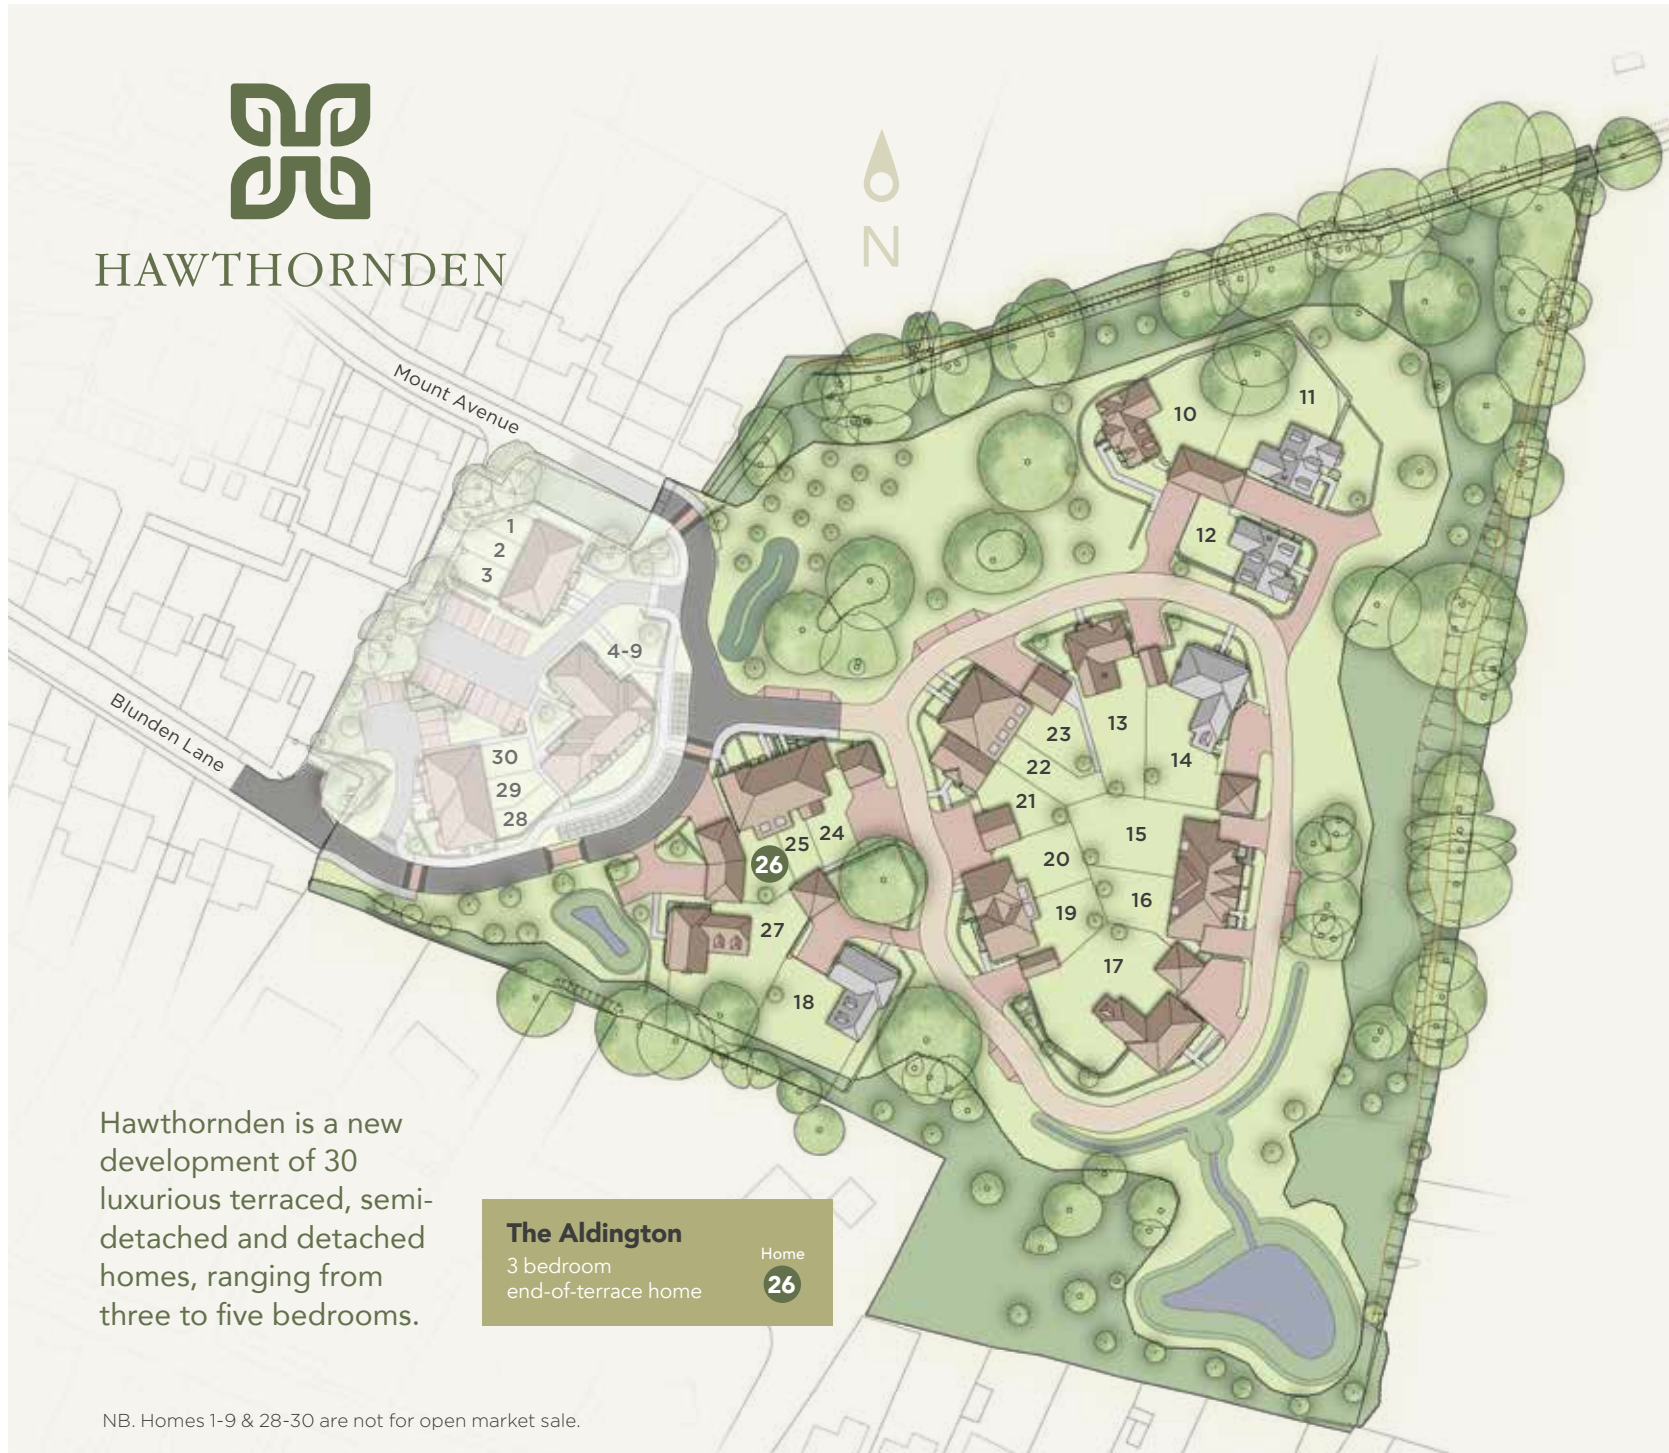 HAWTHORNDEN
N
Mount Avenue
Blunden Lane
1
2
3
4-9
10
11
12
13
14
15
16
17
18
19
20
21
22
23
24
25
26
27
28
29
30
Hawthornden is a new
development of 30
luxurious terraced, semi-
detached and detached
homes, ranging from
three to five bedrooms.
The Aldington
3 bedroom
end-of-terrace home
Home
26
NB. Homes 1-9 & 28-30 are not for open market sale.